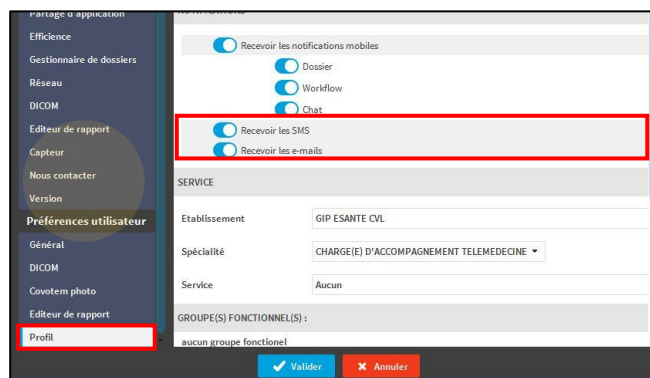 Partage d'application
NOTIFICATIONS
Efficience
Recevoir les notifications mobiles
Gestionnaire de dossiers
Dossier
Réseau
Workflow
DICOM
Chat
Editeur de rapport
Recevoir les SMS
Capteur
Recevoir les e-mails
Nous contacter
SERVICE
Version
Préférences utilisateur
Etablissement
GIP ESANTE CVL
Général
Spécialité
CHARGE(E) D'ACCOMPAGNEMENT TELEMEDECINE
DICOM
Covotem photo
Service
Aucun
Editeur de rapport
GROUPE(S) FONCTIONNEL(S) :
Profil
aucun groupe fonctionel
Valider
Annuler